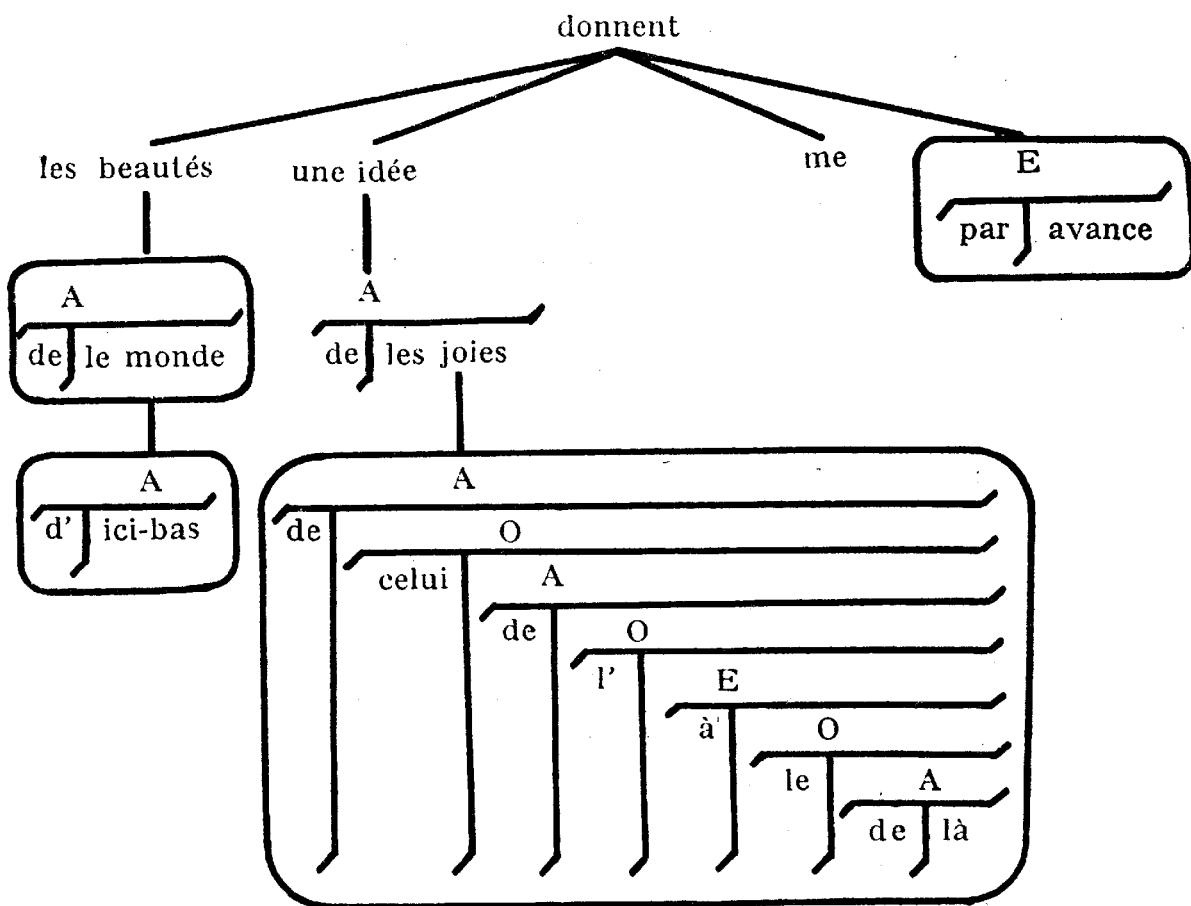 donnent
les beautés une idée me E
par avance
A A
de le monde de les joies
A A
d' ici-bas de O
celui A
de O
l' E
à O
le A
de là